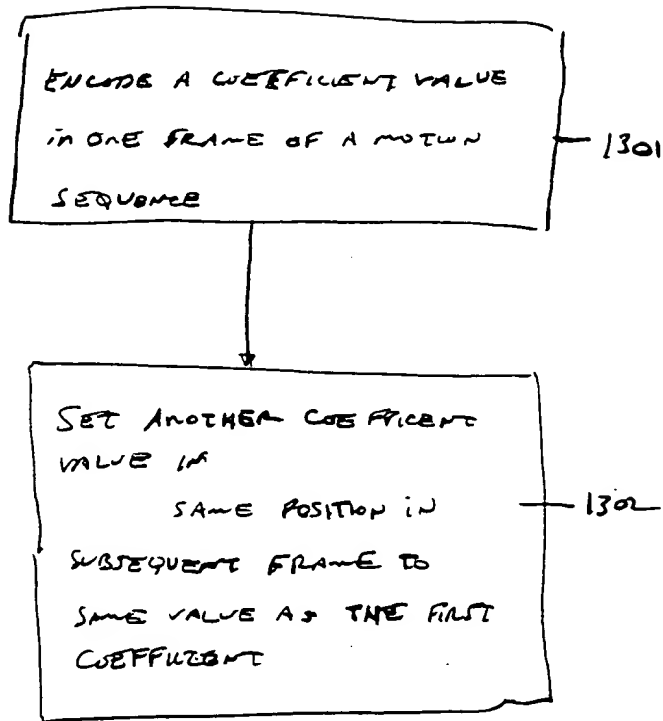 ENCODE A COEFFICIENT VALUE
in ONE FRAME OF A MOTION
SEQUENCE
1301
SET ANOTHER COEFFICENT
VALUE IN
SAME POSITION iN
SUBSEQUENT FRAME TO
SAME VALUE AS THE FIRST
COEFFICIENT
1302